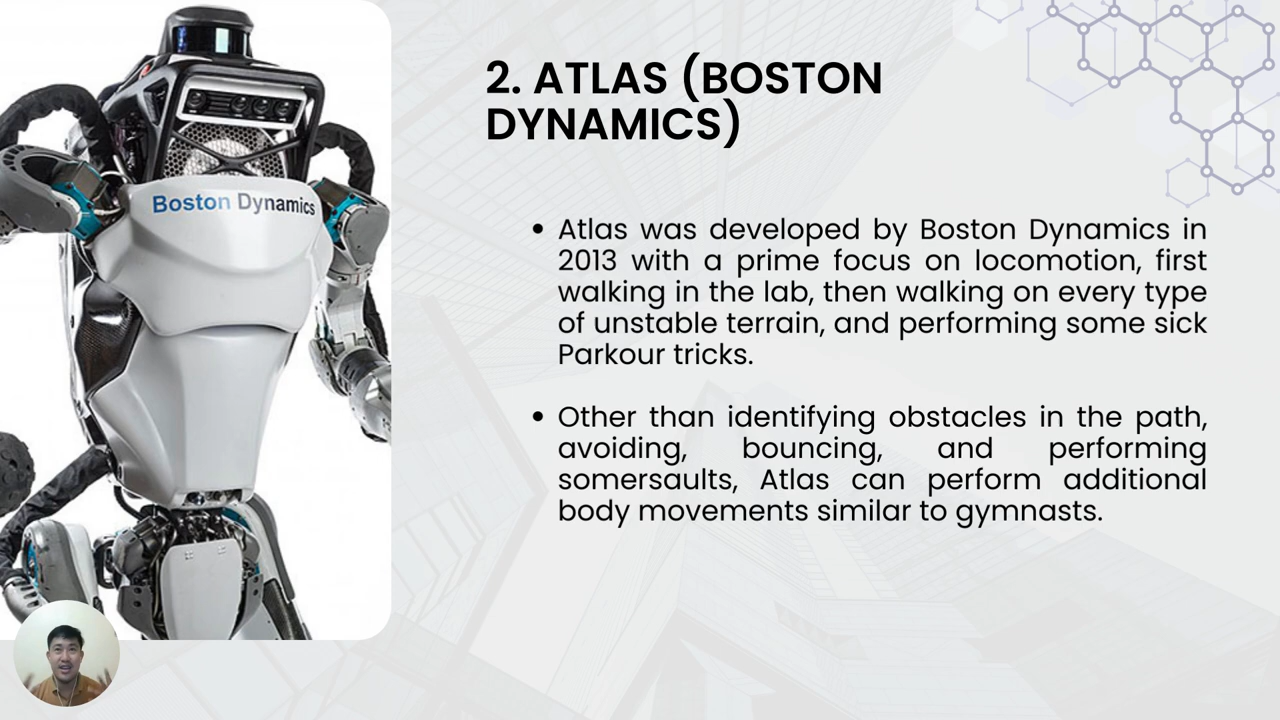 Boston Dynamics
2. ATLAS (BOSTON
DYNAMICS)
• Atlas was developed by Boston Dynamics in
2013 with a prime focus on locomotion, first
walking in the lab, then walking on every type
of unstable terrain, and performing some sick
Parkour tricks.
• Other than identifying obstacles in the path,
avoiding, bouncing, and performing
somersaults, Atlas can perform additional
body movements similar to gymnasts.